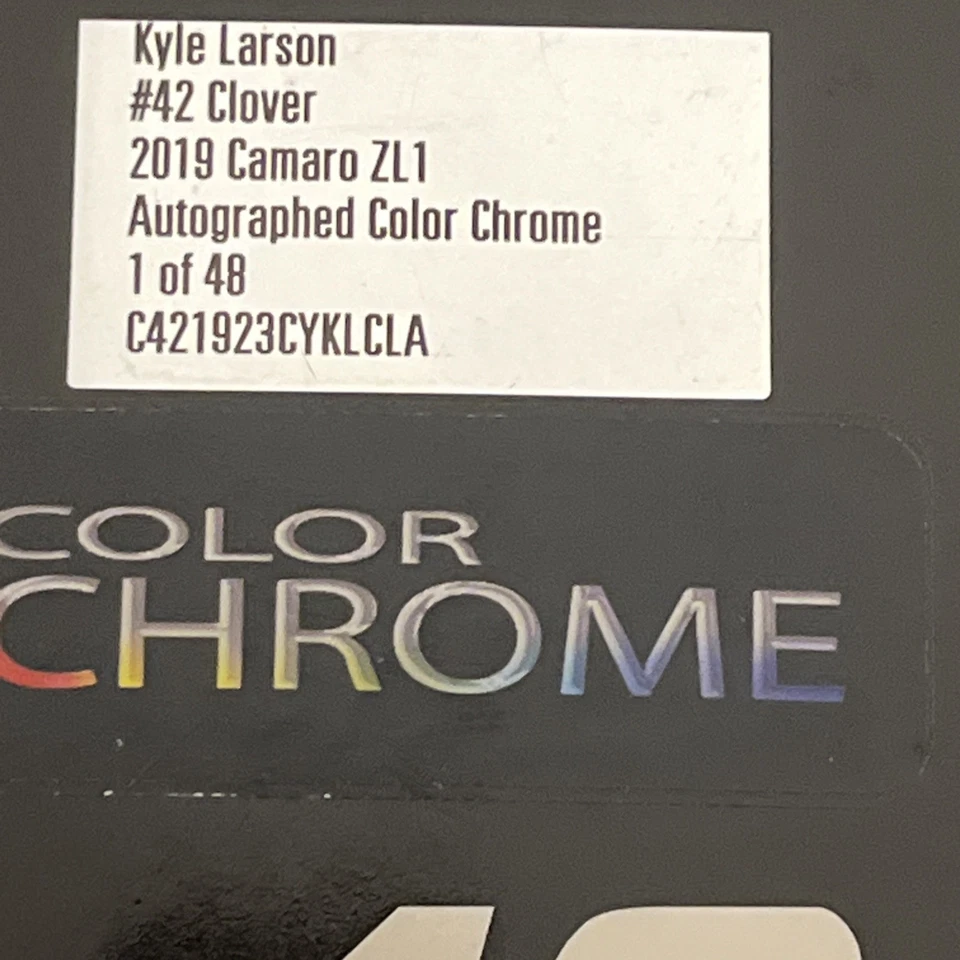 Kyle Larson
#42 Clover
2019 Camaro ZL1
Autographed Color Chrome
1 of 48
C421923CYKLCLA
COLOR
CHROME